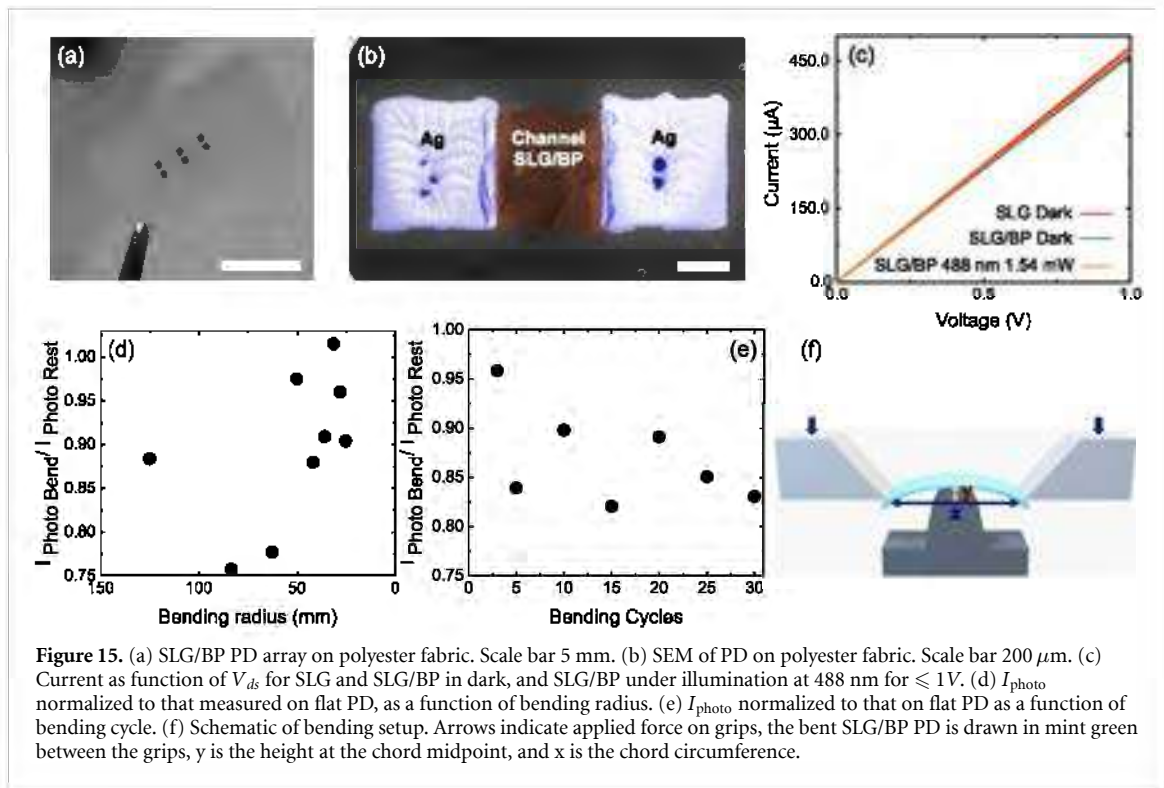 (a)
(b)
Ag
Channel
SLG/BP
Ag
(c)
Current (µA)
450.0
300.0
150.0
0.0
0.0
0.5
1.0
Voltage (V)
SLG Dark
SLG/BP Dark
SLG/BP 488 nm 1.54 mW
(d)
I Photo Bend/ I Photo Rest
1.00
0.95
0.90
0.85
0.80
0.75
150
100
50
0
Bending radius (mm)
(e)
I Photo Bend/ I Photo Rest
1.00
0.95
0.90
0.85
0.80
0.75
0
5
10
15
20
25
30
Bending Cycles
(f)
Figure 15. (a) SLG/BP PD array on polyester fabric. Scale bar 5 mm. (b) SEM of PD on polyester fabric. Scale bar 200 µm. (c)
Current as function of Vds for SLG and SLG/BP in dark, and SLG/BP under illumination at 488 nm for ⩽ 1V. (d) Iphoto
normalized to that measured on flat PD, as a function of bending radius. (e) Iphoto normalized to that on flat PD as a function of
bending cycle. (f) Schematic of bending setup. Arrows indicate applied force on grips, the bent SLG/BP PD is drawn in mint green
between the grips, y is the height at the chord midpoint, and x is the chord circumference.